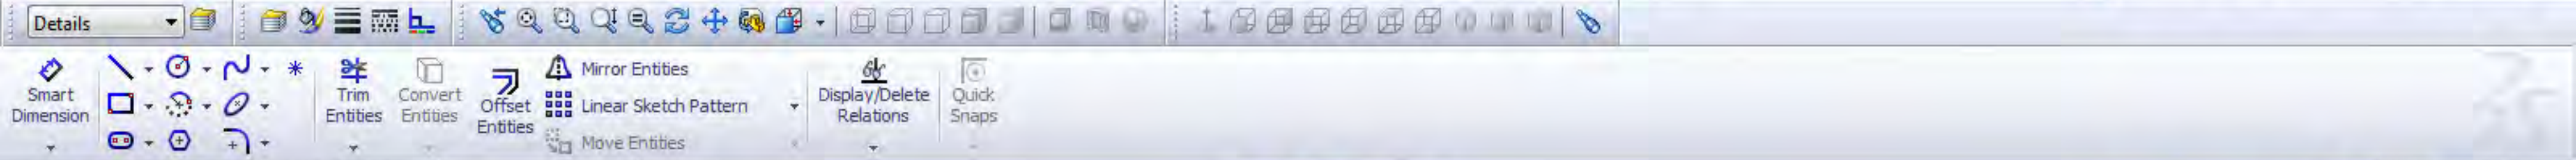 Details
Smart
Dimension
Trim
Entities
Convert
Entities
Offset
Entities
Mirror Entities
Linear Sketch Pattern
Move Entities
Display/Delete
Relations
Quick
Snaps